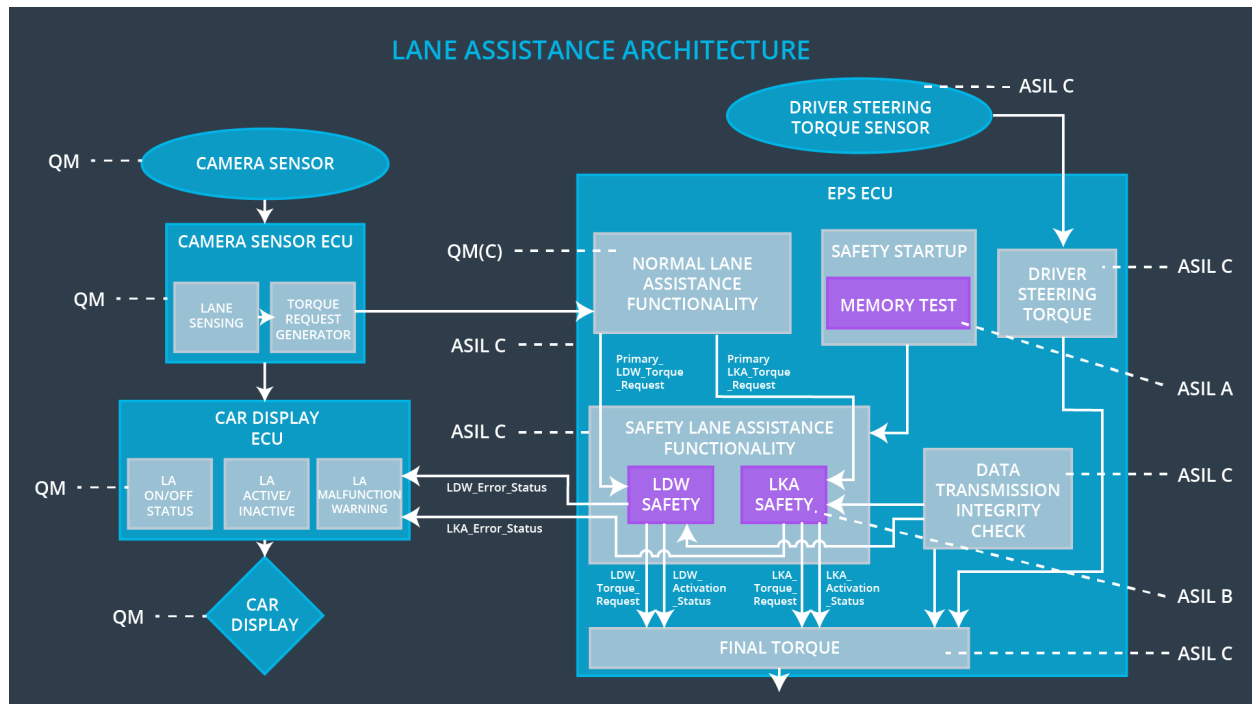 LANE ASSISTANCE ARCHITECTURE
ASIL C
DRIVER STEERING
TORQUE SENSOR
QM
CAMERA SENSOR
EPS ECU
CAMERA SENSOR ECU
QM
LANE
SENSING
TORQUE
REQUEST
GENERATOR
QM(C)
NORMAL LANE
ASSISTANCE
FUNCTIONALITY
SAFETY STARTUP
MEMORY TEST
DRIVER
STEERING
TORQUE
ASIL C
ASIL C
Primary_
LDW_Torque
_Request
Primary
LKA_Torque
_Request
ASIL A
CAR DISPLAY
ECU
QM
LA
ON/OFF
STATUS
LA
ACTIVE/
INACTIVE
LA
MALFUNCTION
WARNING
ASIL C
SAFETY LANE ASSISTANCE
FUNCTIONALITY
LDW
SAFETY
LKA
SAFETY
DATA
TRANSMISSION
INTEGRITY
CHECK
ASIL C
LDW_Error_Status
LKA_Error_Status
LDW_
Torque_
Request
LDW_
Activation
_Status
LKA_
Torque_
Request
LKA_
Activation
_Status
ASIL B
QM
CAR
DISPLAY
FINAL TORQUE
ASIL C